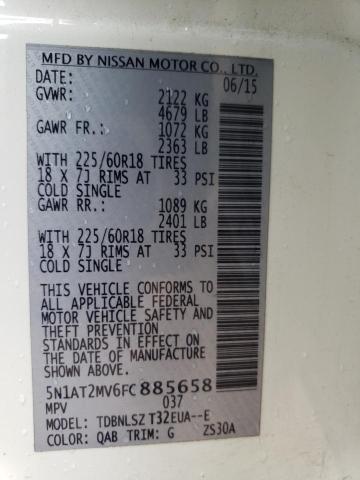 MFD BY NISSAN MOTOR CO., LTD.
DATE: 06/15
GVWR: 2122 KG
4679 LB
GAWR FR.: 1072 KG
2363 LB
WITH 225/60R18 TIRES
18 X 7J RIMS AT 33 PSI
COLD SINGLE
GAWR RR.: 1089 KG
2401 LB
WITH 225/60R18 TIRES
18 X 7J RIMS AT 33 PSI
COLD SINGLE
THIS VEHICLE CONFORMS TO
ALL APPLICABLE FEDERAL
MOTOR VEHICLE SAFETY
AND THEFT PREVENTION
STANDARDS IN EFFECT ON
THE DATE OF MANUFACTURE
SHOWN ABOVE.
5N1AT2MV6FC885658
MPV 037
MODEL: TDBNLSZ T32EUA--E
COLOR: QAB TRIM: G ZS30A